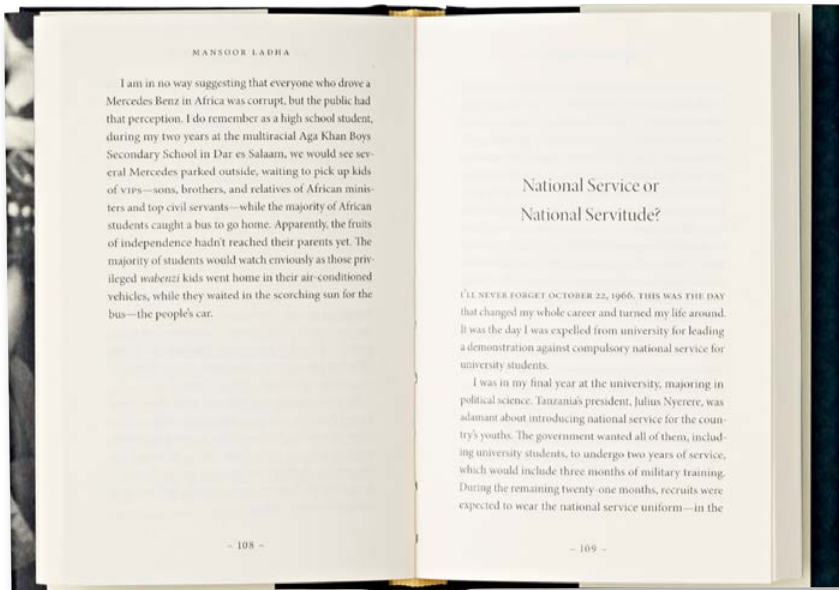 MANSOOR LADHA
I am in no way suggesting that everyone who drove a
Mercedes Benz in Africa was corrupt, but the public had
that perception. I do remember as a high school student,
during my two years at the multiracial Aga Khan Boys
Secondary School in Dar es Salaam, we would see sev-
eral Mercedes parked outside, waiting to pick up kids
of VIPs—sons, brothers, and relatives of African minis-
ters and top civil servants—while the majority of African
students caught a bus to go home. Apparently, the fruits
of independence hadn't reached their parents yet. The
majority of students would watch enviously as those priv-
ileged wabenzi kids went home in their air-conditioned
vehicles, while they waited in the scorching sun for the
bus—the people's car.
– 108 –
National Service or
National Servitude?
I'LL NEVER FORGET OCTOBER 22, 1966. THIS WAS THE DAY
that changed my whole career and turned my life around.
It was the day I was expelled from university for leading
a demonstration against compulsory national service for
university students.
I was in my final year at the university, majoring in
political science. Tanzania's president, Julius Nyerere, was
adamant about introducing national service for the coun-
try's youths. The government wanted all of them, includ-
ing university students, to undergo two years of service,
which would include three months of military training.
During the remaining twenty-one months, recruits were
expected to wear the national service uniform—in the
– 109 –